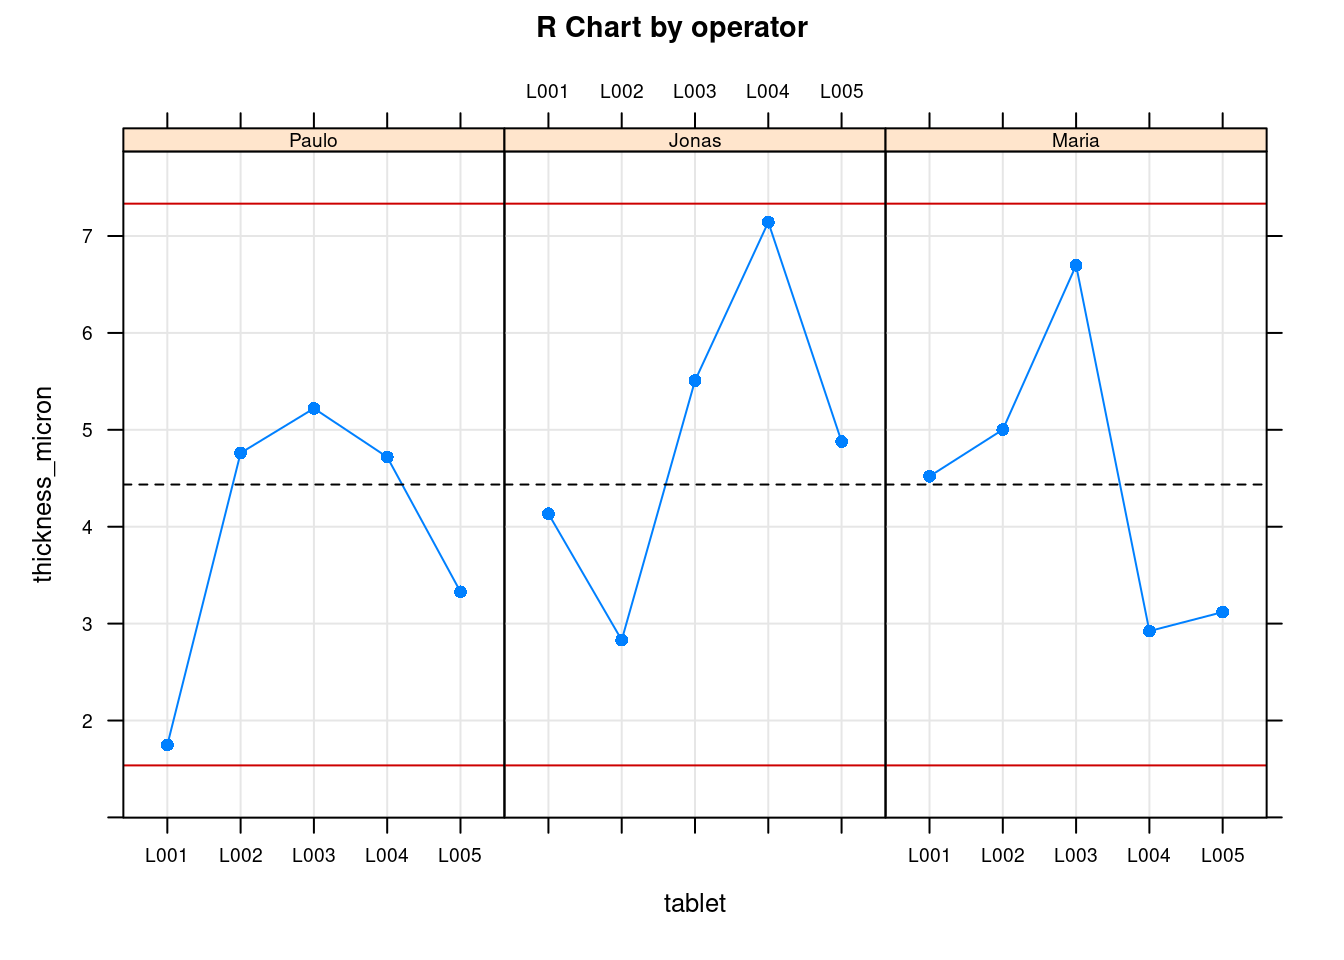 R Chart by operator
L001 L002 L003 L004 L005
Paulo Jonas Maria
7
6
5
4
3
2
thickness_micron
L001 L002 L003 L004 L005 L001 L002 L003 L004 L005
tablet